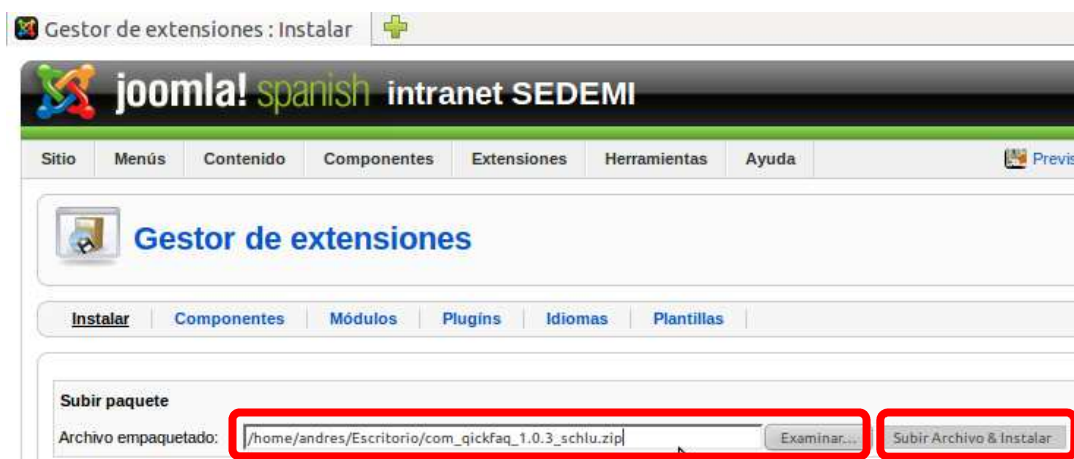 Gestor de extensiones : Instalar
joomla! spanish intranet SEDEMI
Sitio Menús Contenido Componentes Extensiones Herramientas Ayuda Previs
Gestor de extensiones
Instalar Componentes Módulos Plugíns Idiomas Plantillas
Subir paquete
Archivo empaquetado: /home/andres/Escritorio/com_qickfaq_1.0.3_schlu.zip Examinar... Subir Archivo & Instalar